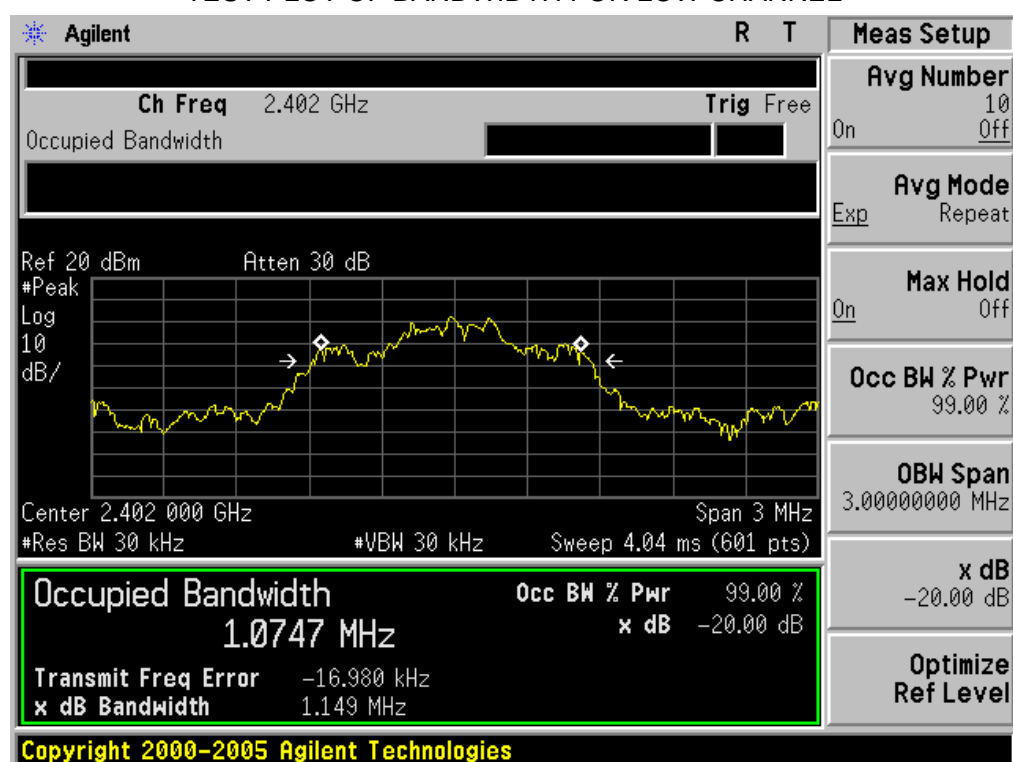 Agilent R T
Meas Setup
Ch Freq 2.402 GHz Trig Free
Occupied Bandwidth
Avg Number
10
On Off
Avg Mode
Exp Repeat
Max Hold
On Off
Occ BW % Pwr
99.00 %
OBW Span
3.00000000 MHz
x dB
-20.00 dB
Optimize
Ref Level
Ref 20 dBm Atten 30 dB
#Peak
Log
10
dB/
Center 2.402 000 GHz Span 3 MHz
#Res BW 30 kHz #VBW 30 kHz Sweep 4.04 ms (601 pts)
Occupied Bandwidth
1.0747 MHz
Occ BW % Pwr 99.00 %
x dB -20.00 dB
Transmit Freq Error -16.980 kHz
x dB Bandwidth 1.149 MHz
Copyright 2000-2005 Agilent Technologies